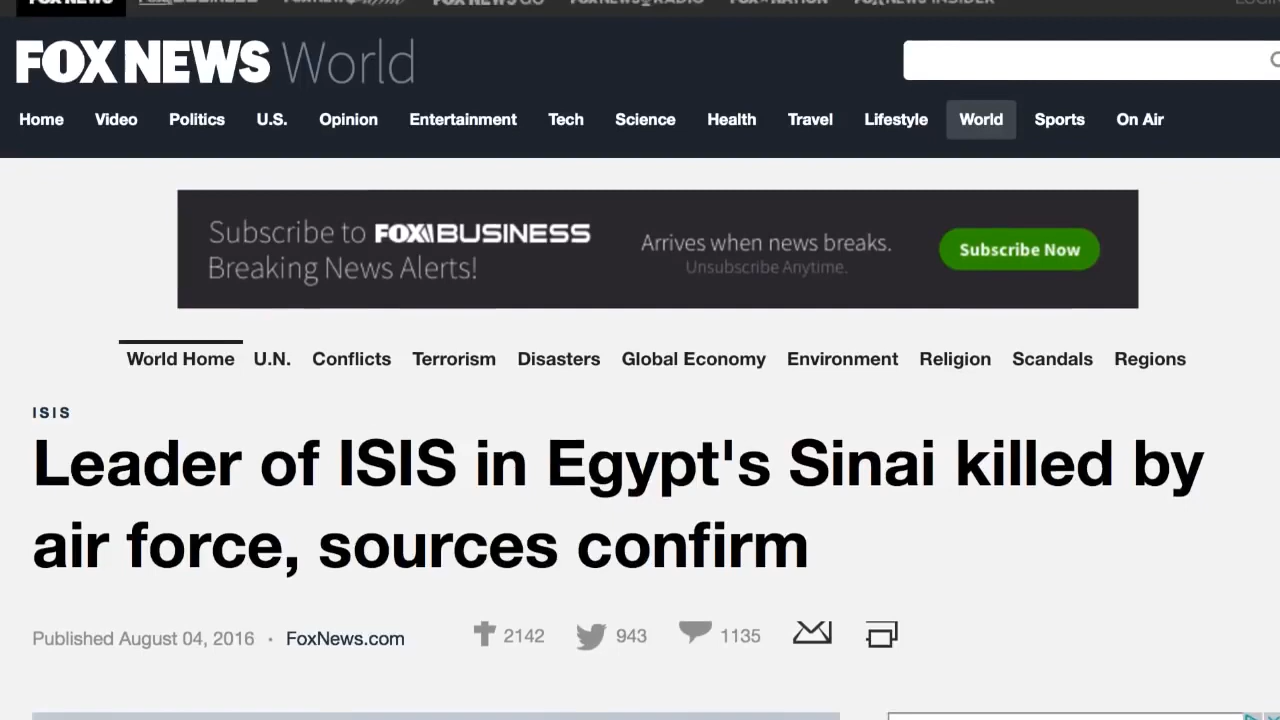 FOX NEWS
FOX NEWS World
Home Video Politics U.S. Opinion Entertainment Tech Science Health Travel Lifestyle World Sports On Air
Subscribe to FOX BUSINESS
Breaking News Alerts!
Arrives when news breaks.
Unsubscribe Anytime.
Subscribe Now
World Home U.N. Conflicts Terrorism Disasters Global Economy Environment Religion Scandals Regions
ISIS
Leader of ISIS in Egypt's Sinai killed by
air force, sources confirm
Published August 04, 2016 · FoxNews.com 2142 943 1135